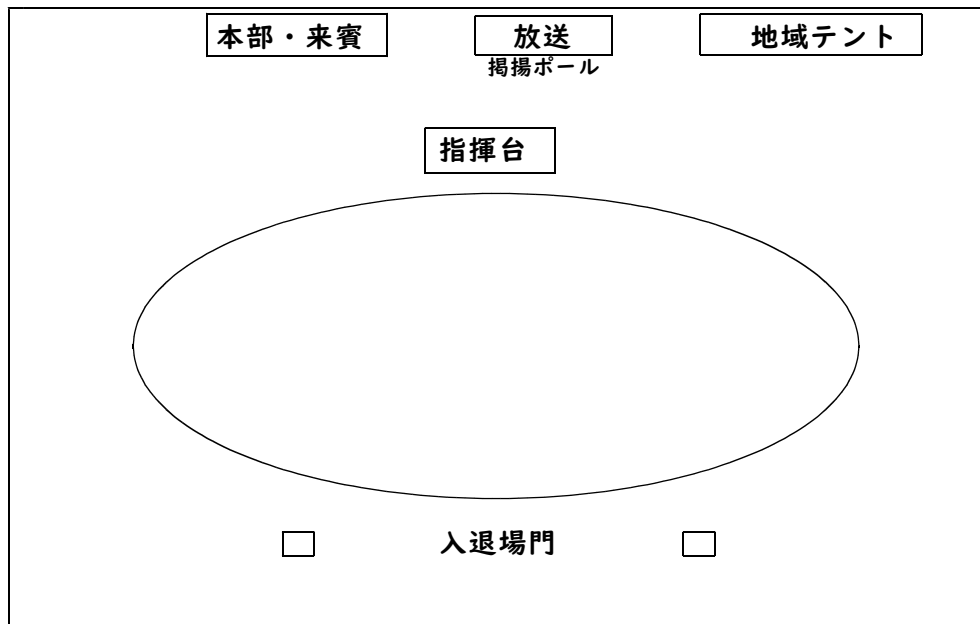 本部・来賓
放送
地域テント
掲揚ポール
指揮台
入退場門